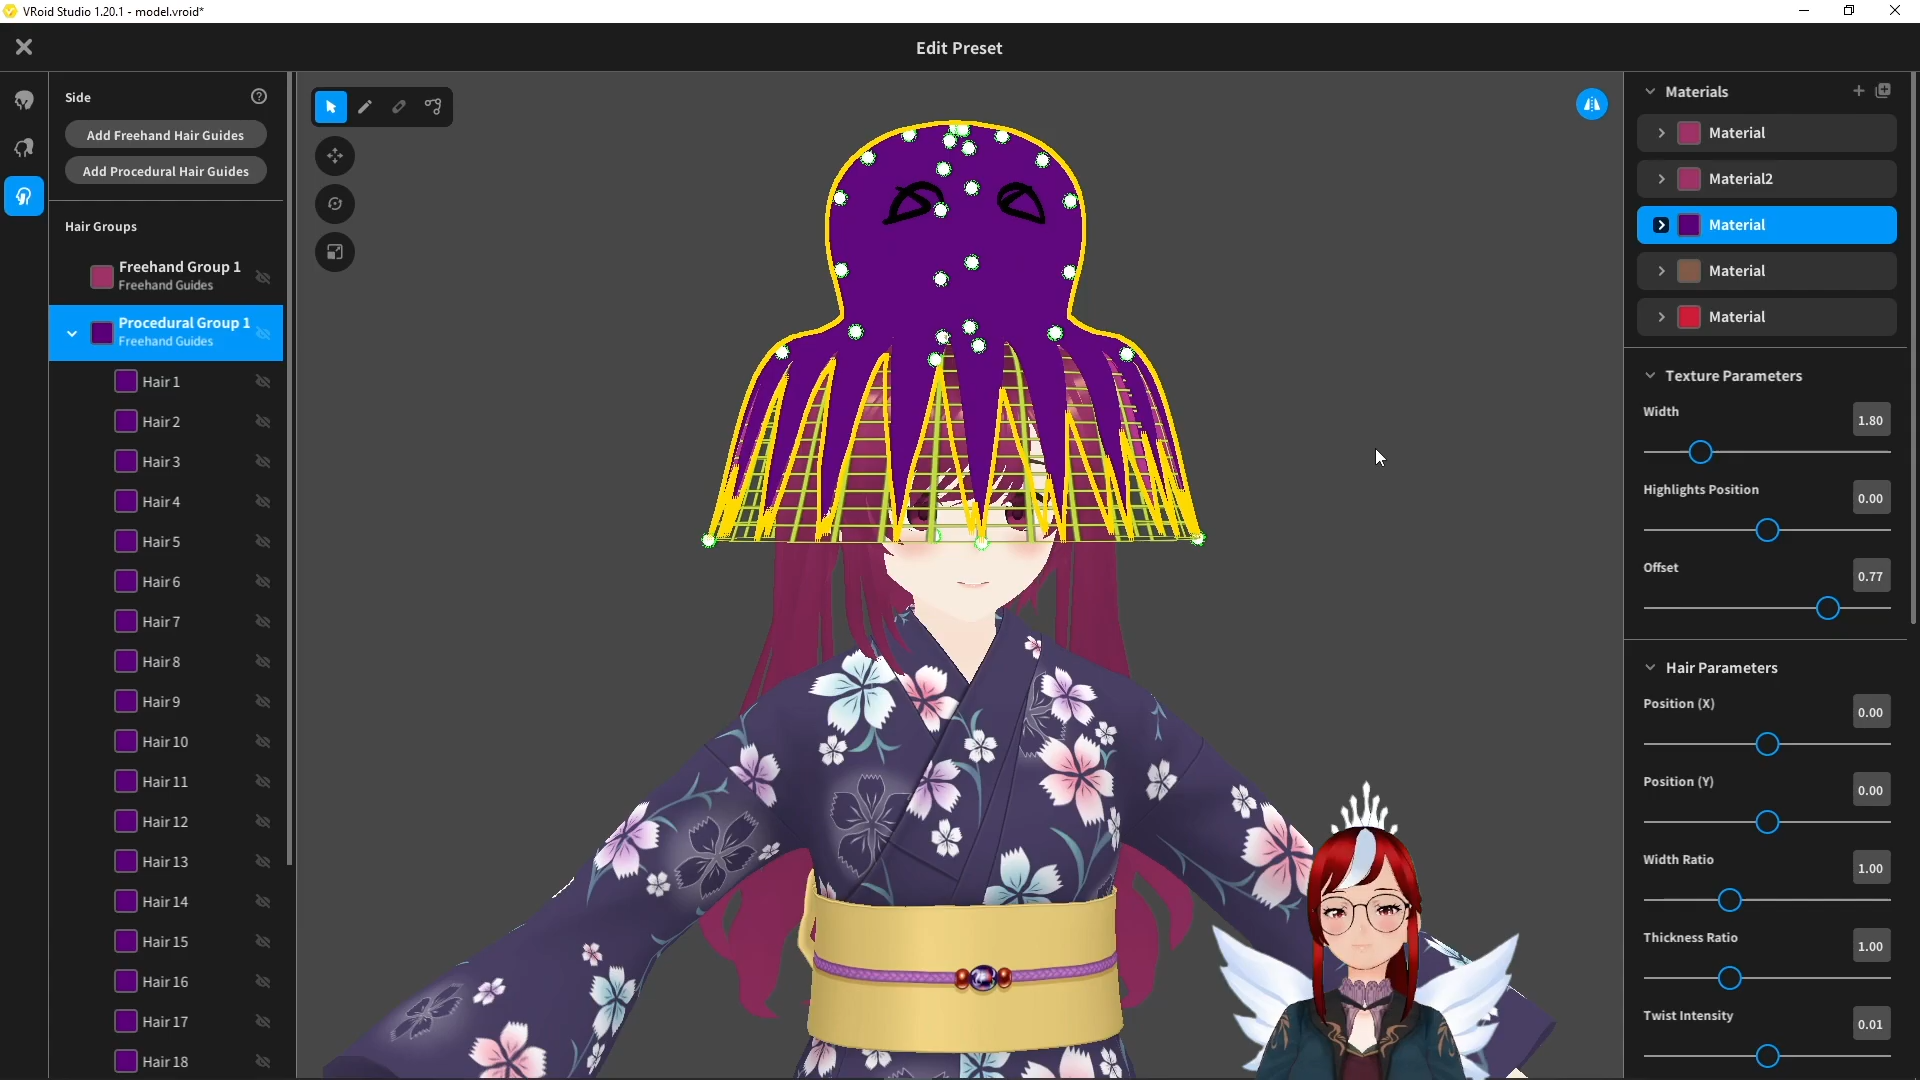 VRoid Studio 1.20.1 - model.vroid*
Edit Preset
Side
Add Freehand Hair Guides
Add Procedural Hair Guides
Hair Groups
Freehand Group 1
Freehand Guides
Procedural Group 1
Freehand Guides
Hair 1
Hair 2
Hair 3
Hair 4
Hair 5
Hair 6
Hair 7
Hair 8
Hair 9
Hair 10
Hair 11
Hair 12
Hair 13
Hair 14
Hair 15
Hair 16
Hair 17
Hair 18
Materials
Material
Material2
Material
Material
Material
Texture Parameters
Width
1.80
Highlights Position
0.00
Offset
0.77
Hair Parameters
Position (X)
0.00
Position (Y)
0.00
Width Ratio
1.00
Thickness Ratio
1.00
Twist Intensity
0.01